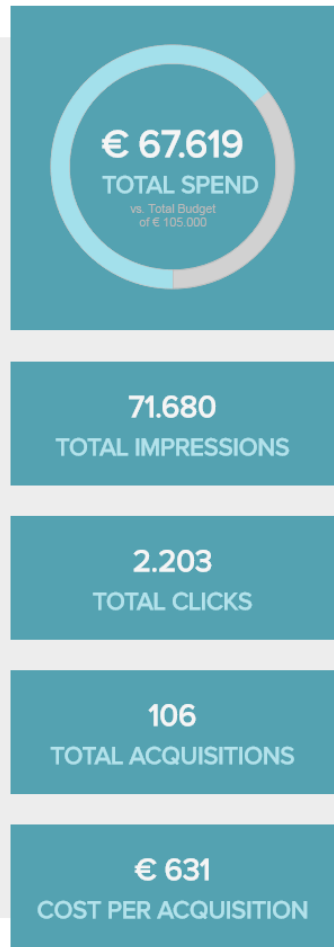 € 67.619
TOTAL SPEND
vs. Total Budget
of € 105.000
71.680
TOTAL IMPRESSIONS
2.203
TOTAL CLICKS
106
TOTAL ACQUISITIONS
€ 631
COST PER ACQUISITION